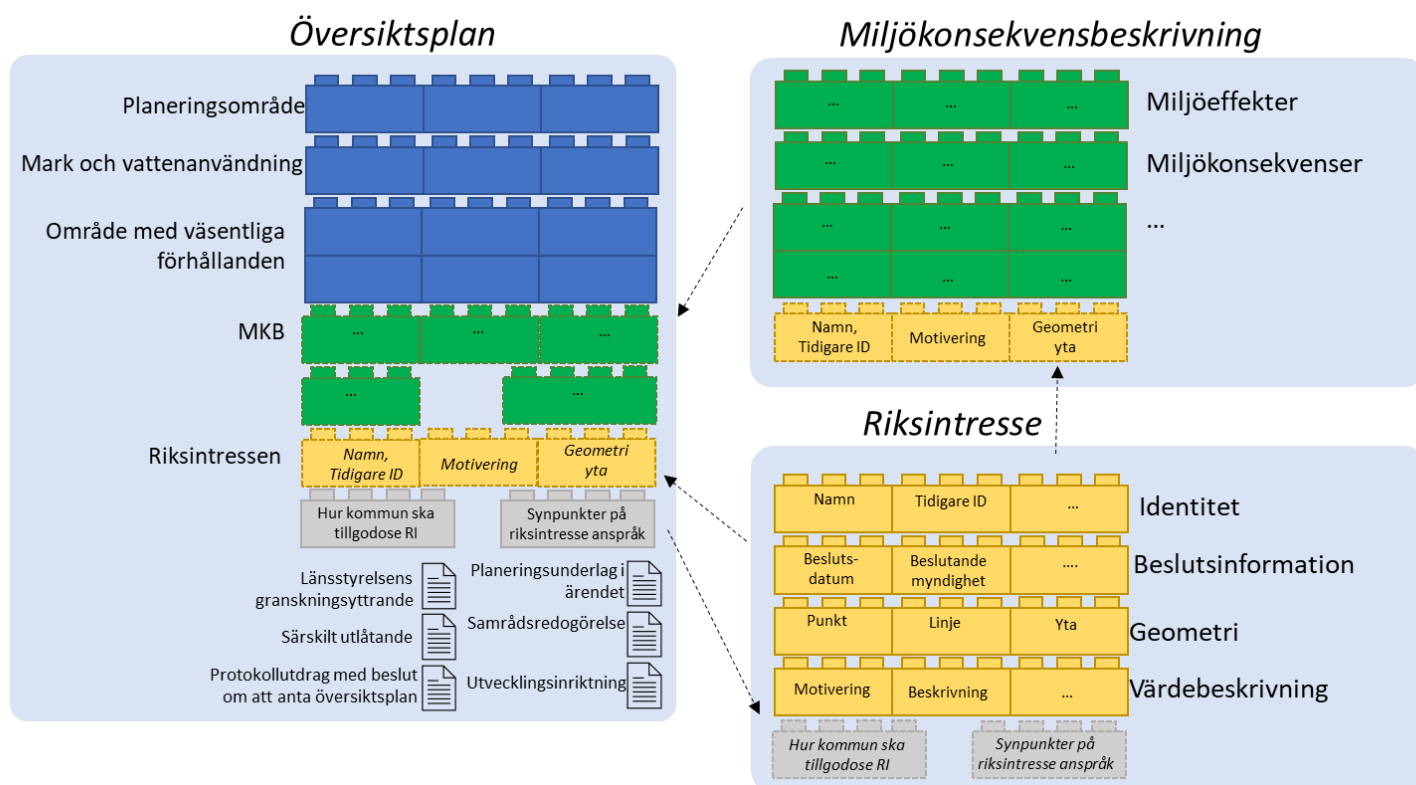 Översiktsplan
Planeringsområde
Mark och vattenanvändning
Område med väsentliga
förhållanden
MKB
...
...
...
...
...
Riksintressen
Namn,
Tidigare ID
Motivering
Geometri
yta
Hur kommun ska
tillgodose RI
Synpunkter på
riksintresse anspråk
Länsstyrelsens
granskningsyttrande
Planeringsunderlag i
ärendet
Särskilt utlåtande
Samrådsredogörelse
Protokollutdrag med beslut
om att anta översiktsplan
Utvecklingsinriktning
Miljökonsekvensbeskrivning
...
...
...
Miljöeffekter
...
...
...
Miljökonsekvenser
...
...
...
...
...
...
...
Namn,
Tidigare ID
Motivering
Geometri
yta
Riksintresse
Namn
Tidigare ID
...
Identitet
Besluts-
datum
Beslutande
myndighet
....
Beslutsinformation
Punkt
Linje
Yta
Geometri
Motivering
Beskrivning
...
Värdebeskrivning
Hur kommun ska
tillgodose RI
Synpunkter på
riksintresse anspråk